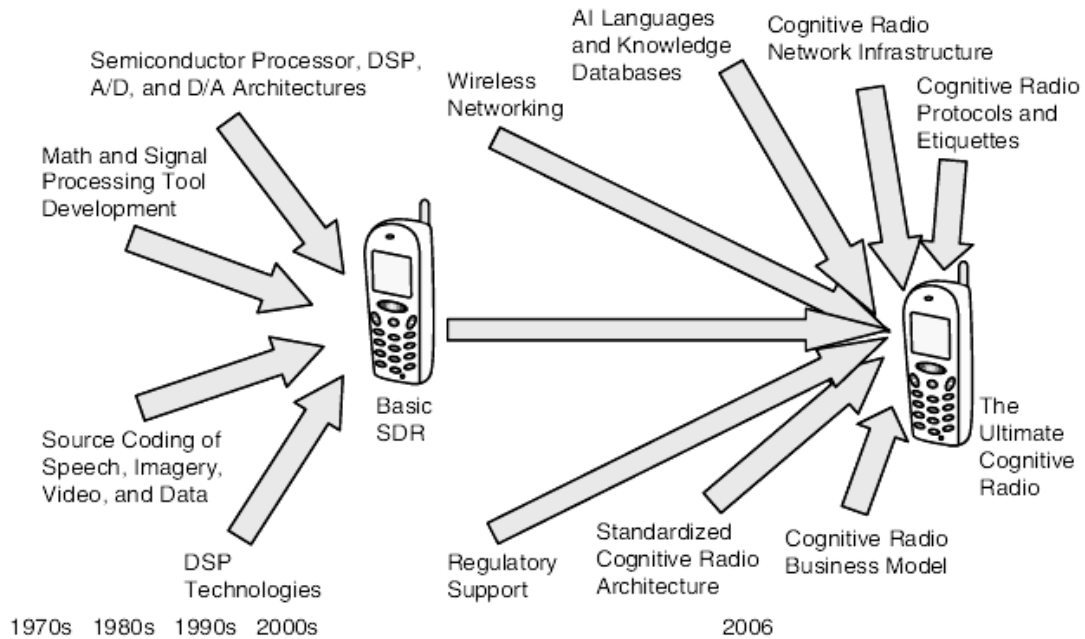 Semiconductor Processor, DSP,
A/D, and D/A Architectures
Math and Signal
Processing Tool
Development
Source Coding of
Speech, Imagery,
Video, and Data
DSP
Technologies
Basic
SDR
Wireless
Networking
AI Languages
and Knowledge
Databases
Cognitive Radio
Network Infrastructure
Cognitive Radio
Protocols and
Etiquettes
Regulatory
Support
Standardized
Cognitive Radio
Architecture
Cognitive Radio
Business Model
The
Ultimate
Cognitive
Radio
1970s 1980s 1990s 2000s
2006